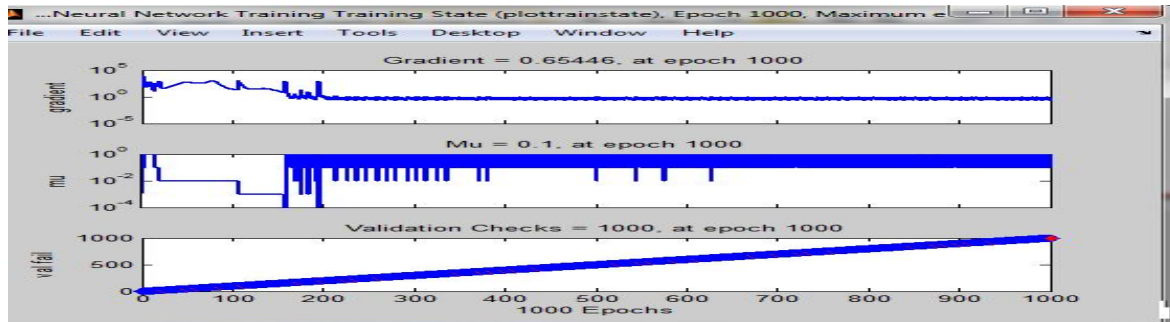 ...Neural Network Training Training State (plottrainstate), Epoch 1000, Maximum e
File Edit View Insert Tools Desktop Window Help
Gradient = 0.65446, at epoch 1000
10^5
10^0
10^-5
gradient
Mu = 0.1, at epoch 1000
10^0
10^-2
10^-4
mu
Validation Checks = 1000, at epoch 1000
1000
500
0
val fail
0 100 200 300 400 500 600 700 800 900 1000
1000 Epochs